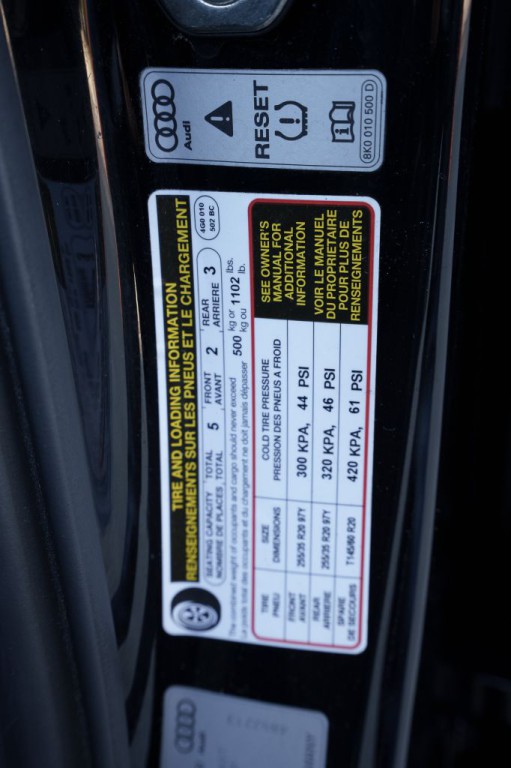 TIRE AND LOADING INFORMATION
RENSEIGNEMENTS SUR LES PNEUS ET LE CHARGEMENT
SEATING CAPACITY TOTAL 5 FRONT 2 REAR 3
NOMBRE DE PLACES TOTAL AVANT ARRIERE
4G0 010
502 BC
The combined weight of occupants and cargo should never exceed 500 kg or 1102 lbs.
Le poids total des occupants et du chargement ne doit jamais dépasser kg ou lb.
TIRE SIZE COLD TIRE PRESSURE
PNEU DIMENSIONS PRESSION DES PNEUS A FROID
FRONT
AVANT 255/35 R20 97Y 300 KPA, 44 PSI
REAR
ARRIERE 255/35 R20 97Y 320 KPA, 46 PSI
SPARE
DE SECOURS T145/60 R20 420 KPA, 61 PSI
SEE OWNER'S
MANUAL FOR
ADDITIONAL
INFORMATION
VOIR LE MANUEL
DU PROPRIETAIRE
POUR PLUS DE
RENSEIGNEMENTS
Audi
RESET
8K0 010 500 D
Audi